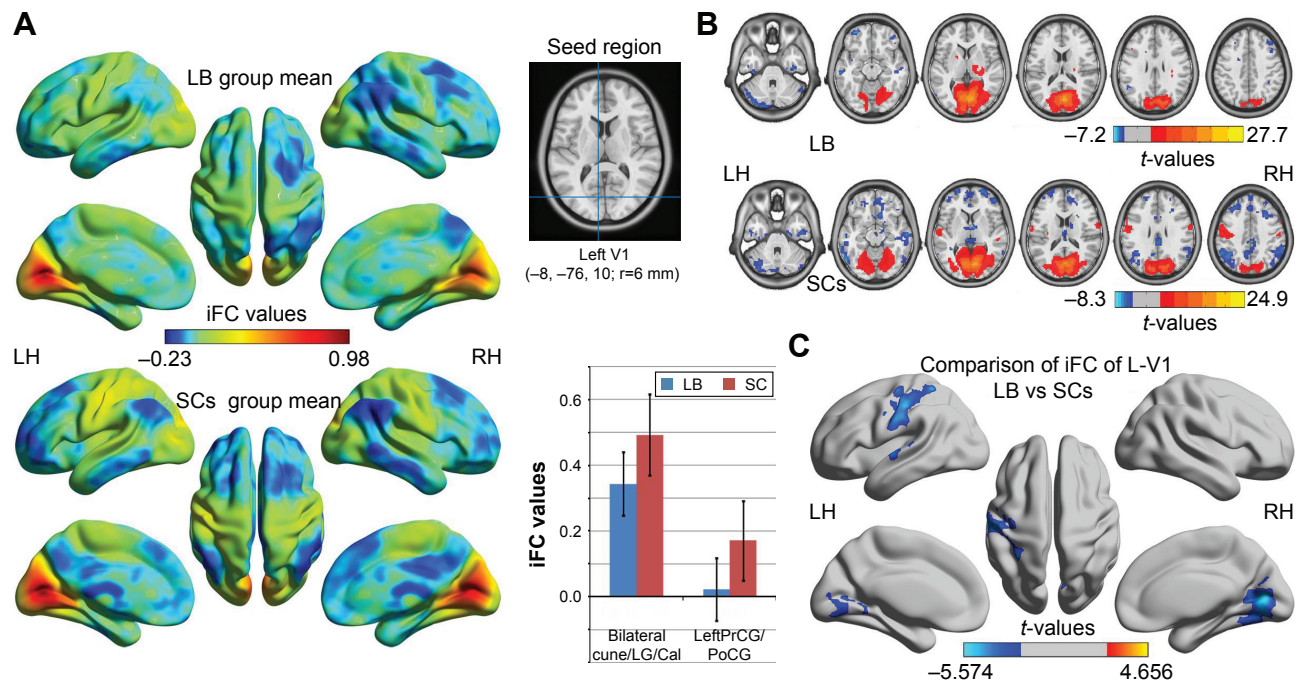 A
LB group mean
iFC values
–0.23 0.98
LH RH
SCs group mean
Seed region
Left V1
(–8, –76, 10; r=6 mm)
LB SC
iFC values
0.6
0.4
0.2
0.0
Bilateral
cune/LG/Cal
LeftPrCG/
PoCG
B
LB
–7.2 27.7
t-values
LH RH
SCs
–8.3 24.9
t-values
C
Comparison of iFC of L-V1
LB vs SCs
LH RH
t-values
–5.574 4.656